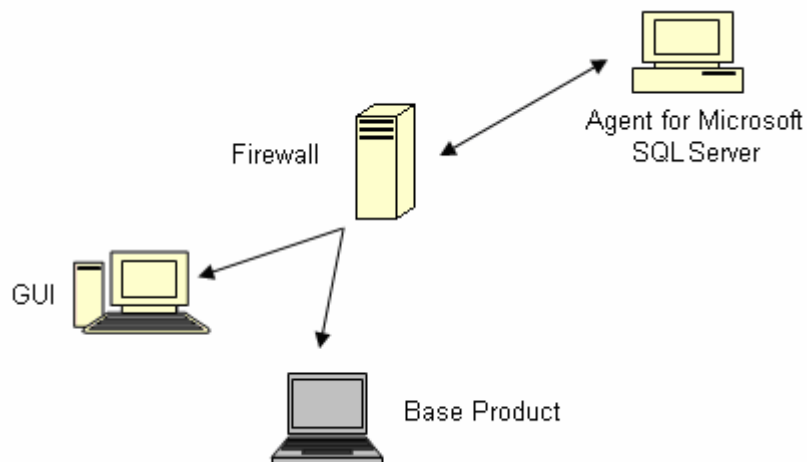 Agent for Microsoft
SQL Server
Firewall
GUI
Base Product